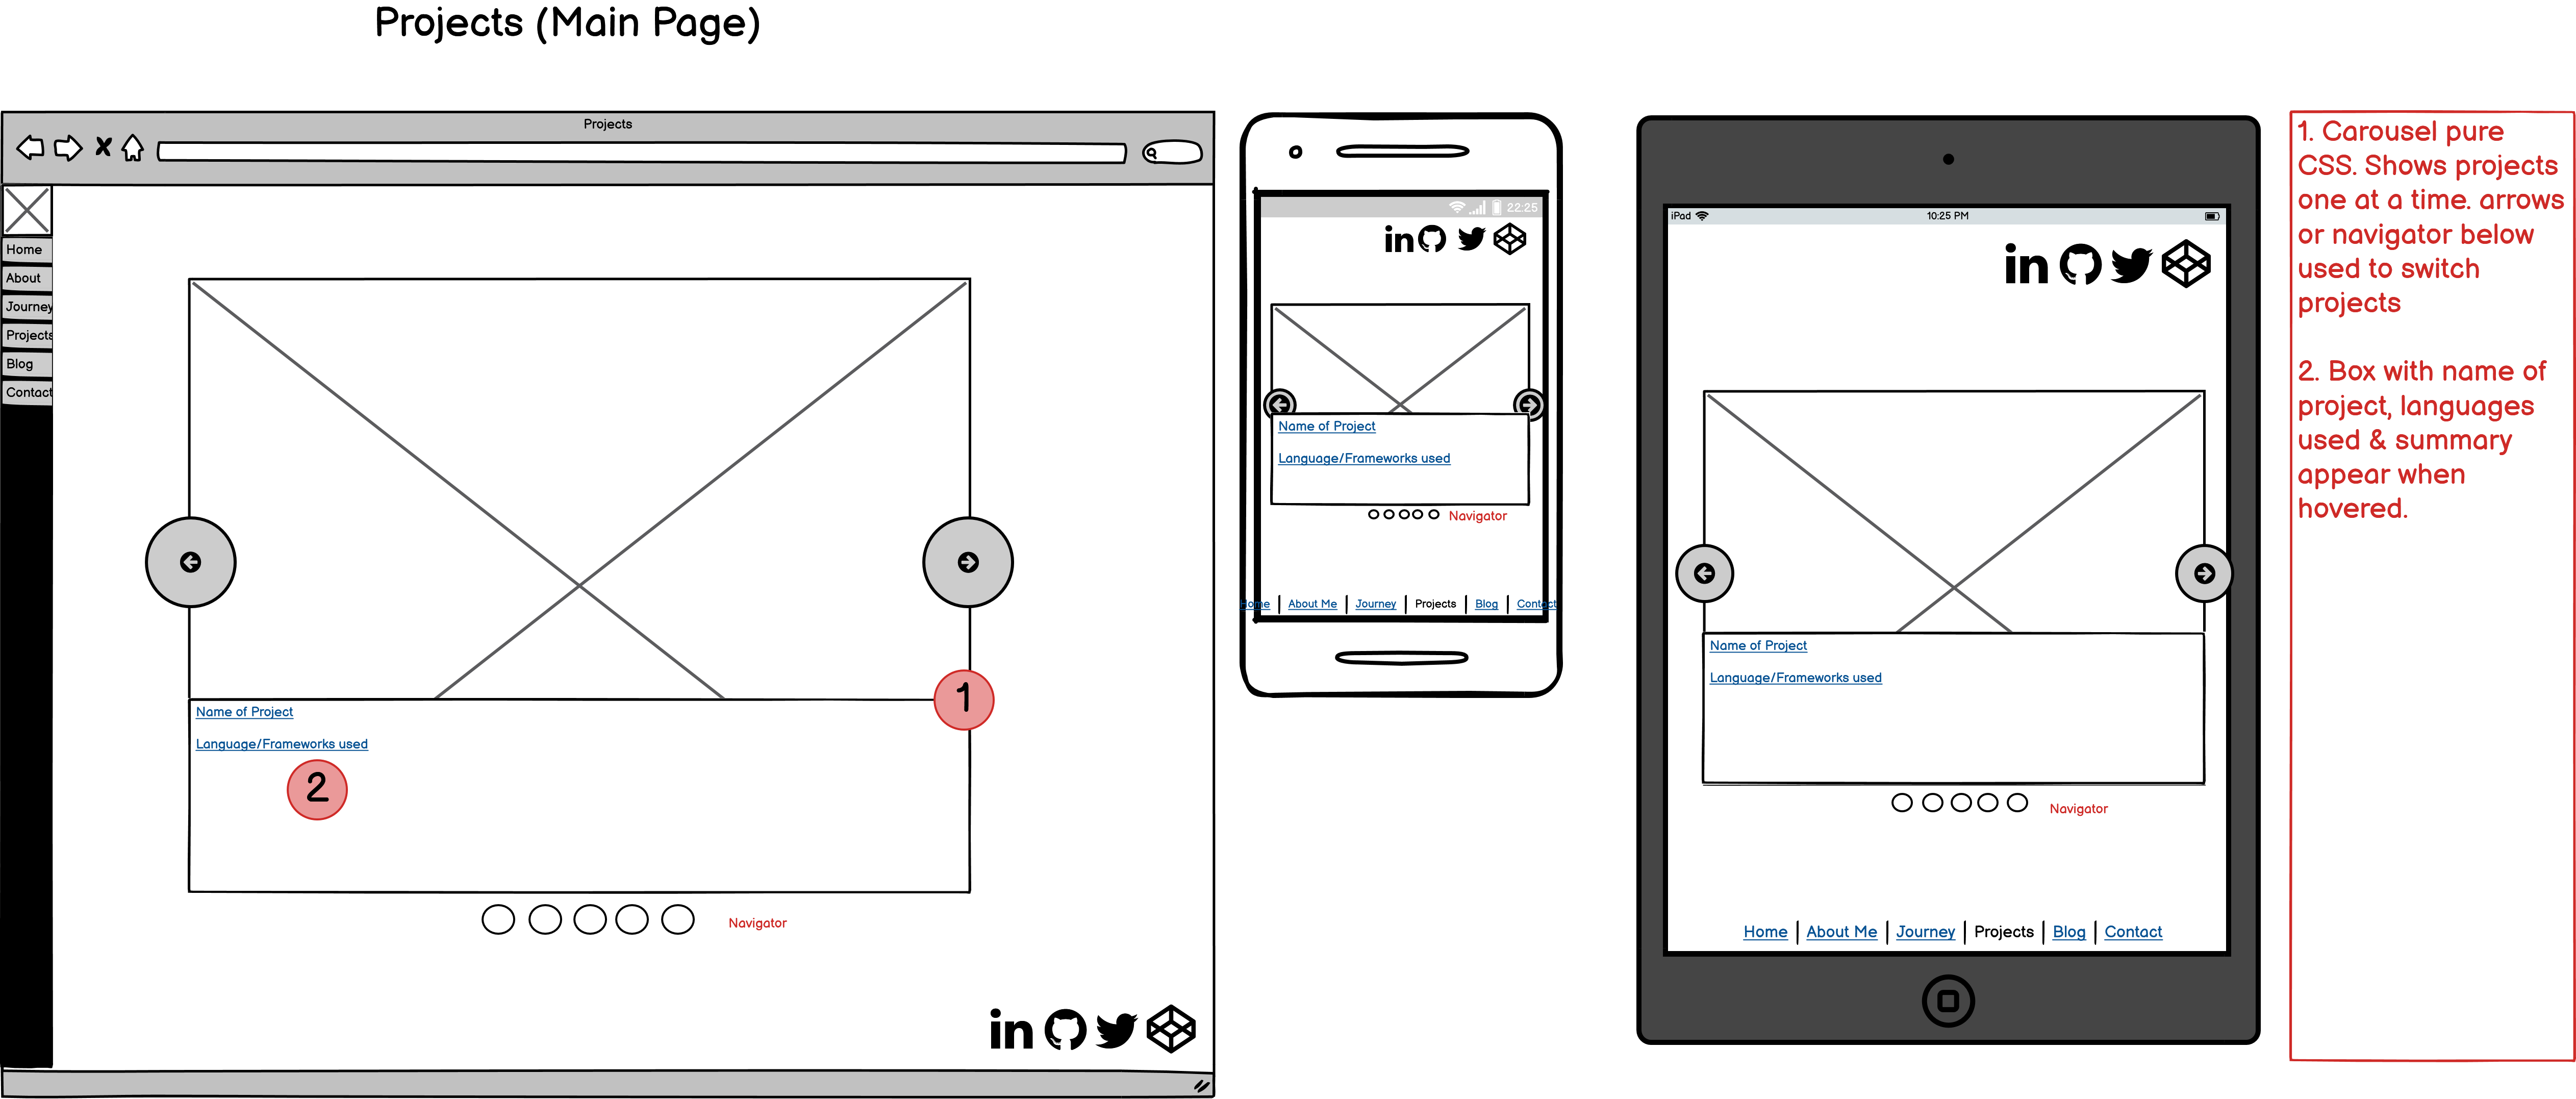 Projects (Main Page)
Projects
Home
About
Journey
Projects
Blog
Contact
Name of Project
Language/Frameworks used
1
2
Navigator
in
22:25
in
Name of Project
Language/Frameworks used
Navigator
Home | About Me | Journey | Projects | Blog | Contact
iPad
10:25 PM
in
Name of Project
Language/Frameworks used
Navigator
Home | About Me | Journey | Projects | Blog | Contact
1. Carousel pure
CSS. Shows projects
one at a time. arrows
or navigator below
used to switch
projects
2. Box with name of
project, languages
used & summary
appear when
hovered.